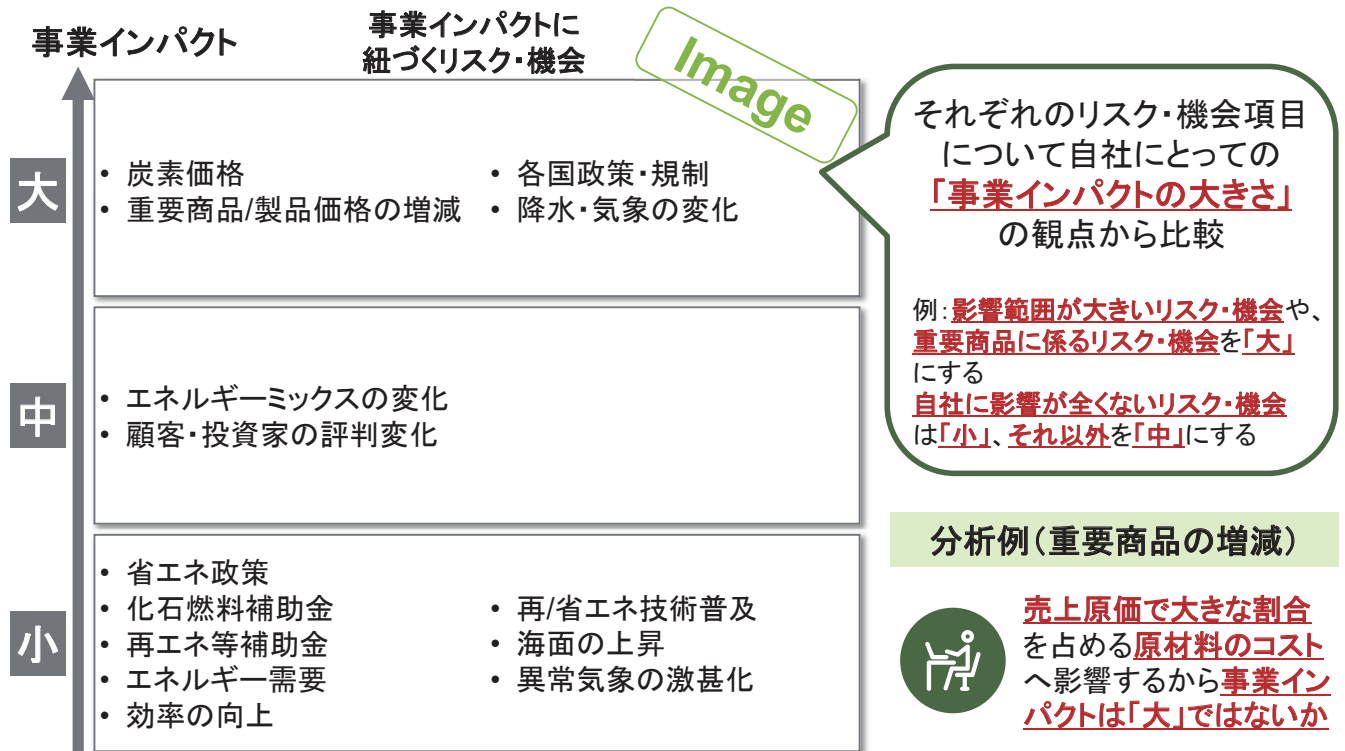 事業インパクト
事業インパクトに
紐づくリスク・機会
Image
大
• 炭素価格
• 重要商品/製品価格の増減
• 各国政策・規制
• 降水・気象の変化
中
• エネルギーミックスの変化
• 顧客・投資家の評判変化
小
• 省エネ政策
• 化石燃料補助金
• 再エネ等補助金
• エネルギー需要
• 効率の向上
• 再/省エネ技術普及
• 海面の上昇
• 異常気象の激甚化
それぞれのリスク・機会項目
について自社にとっての
「事業インパクトの大きさ」
の観点から比較
例：影響範囲が大きいリスク・機会や、
重要商品に係るリスク・機会を「大」
にする
自社に影響が全くないリスク・機会
は「小」、それ以外を「中」にする
分析例（重要商品の増減）
売上原価で大きな割合
を占める原材料のコスト
へ影響するから事業イン
パクトは「大」ではないか